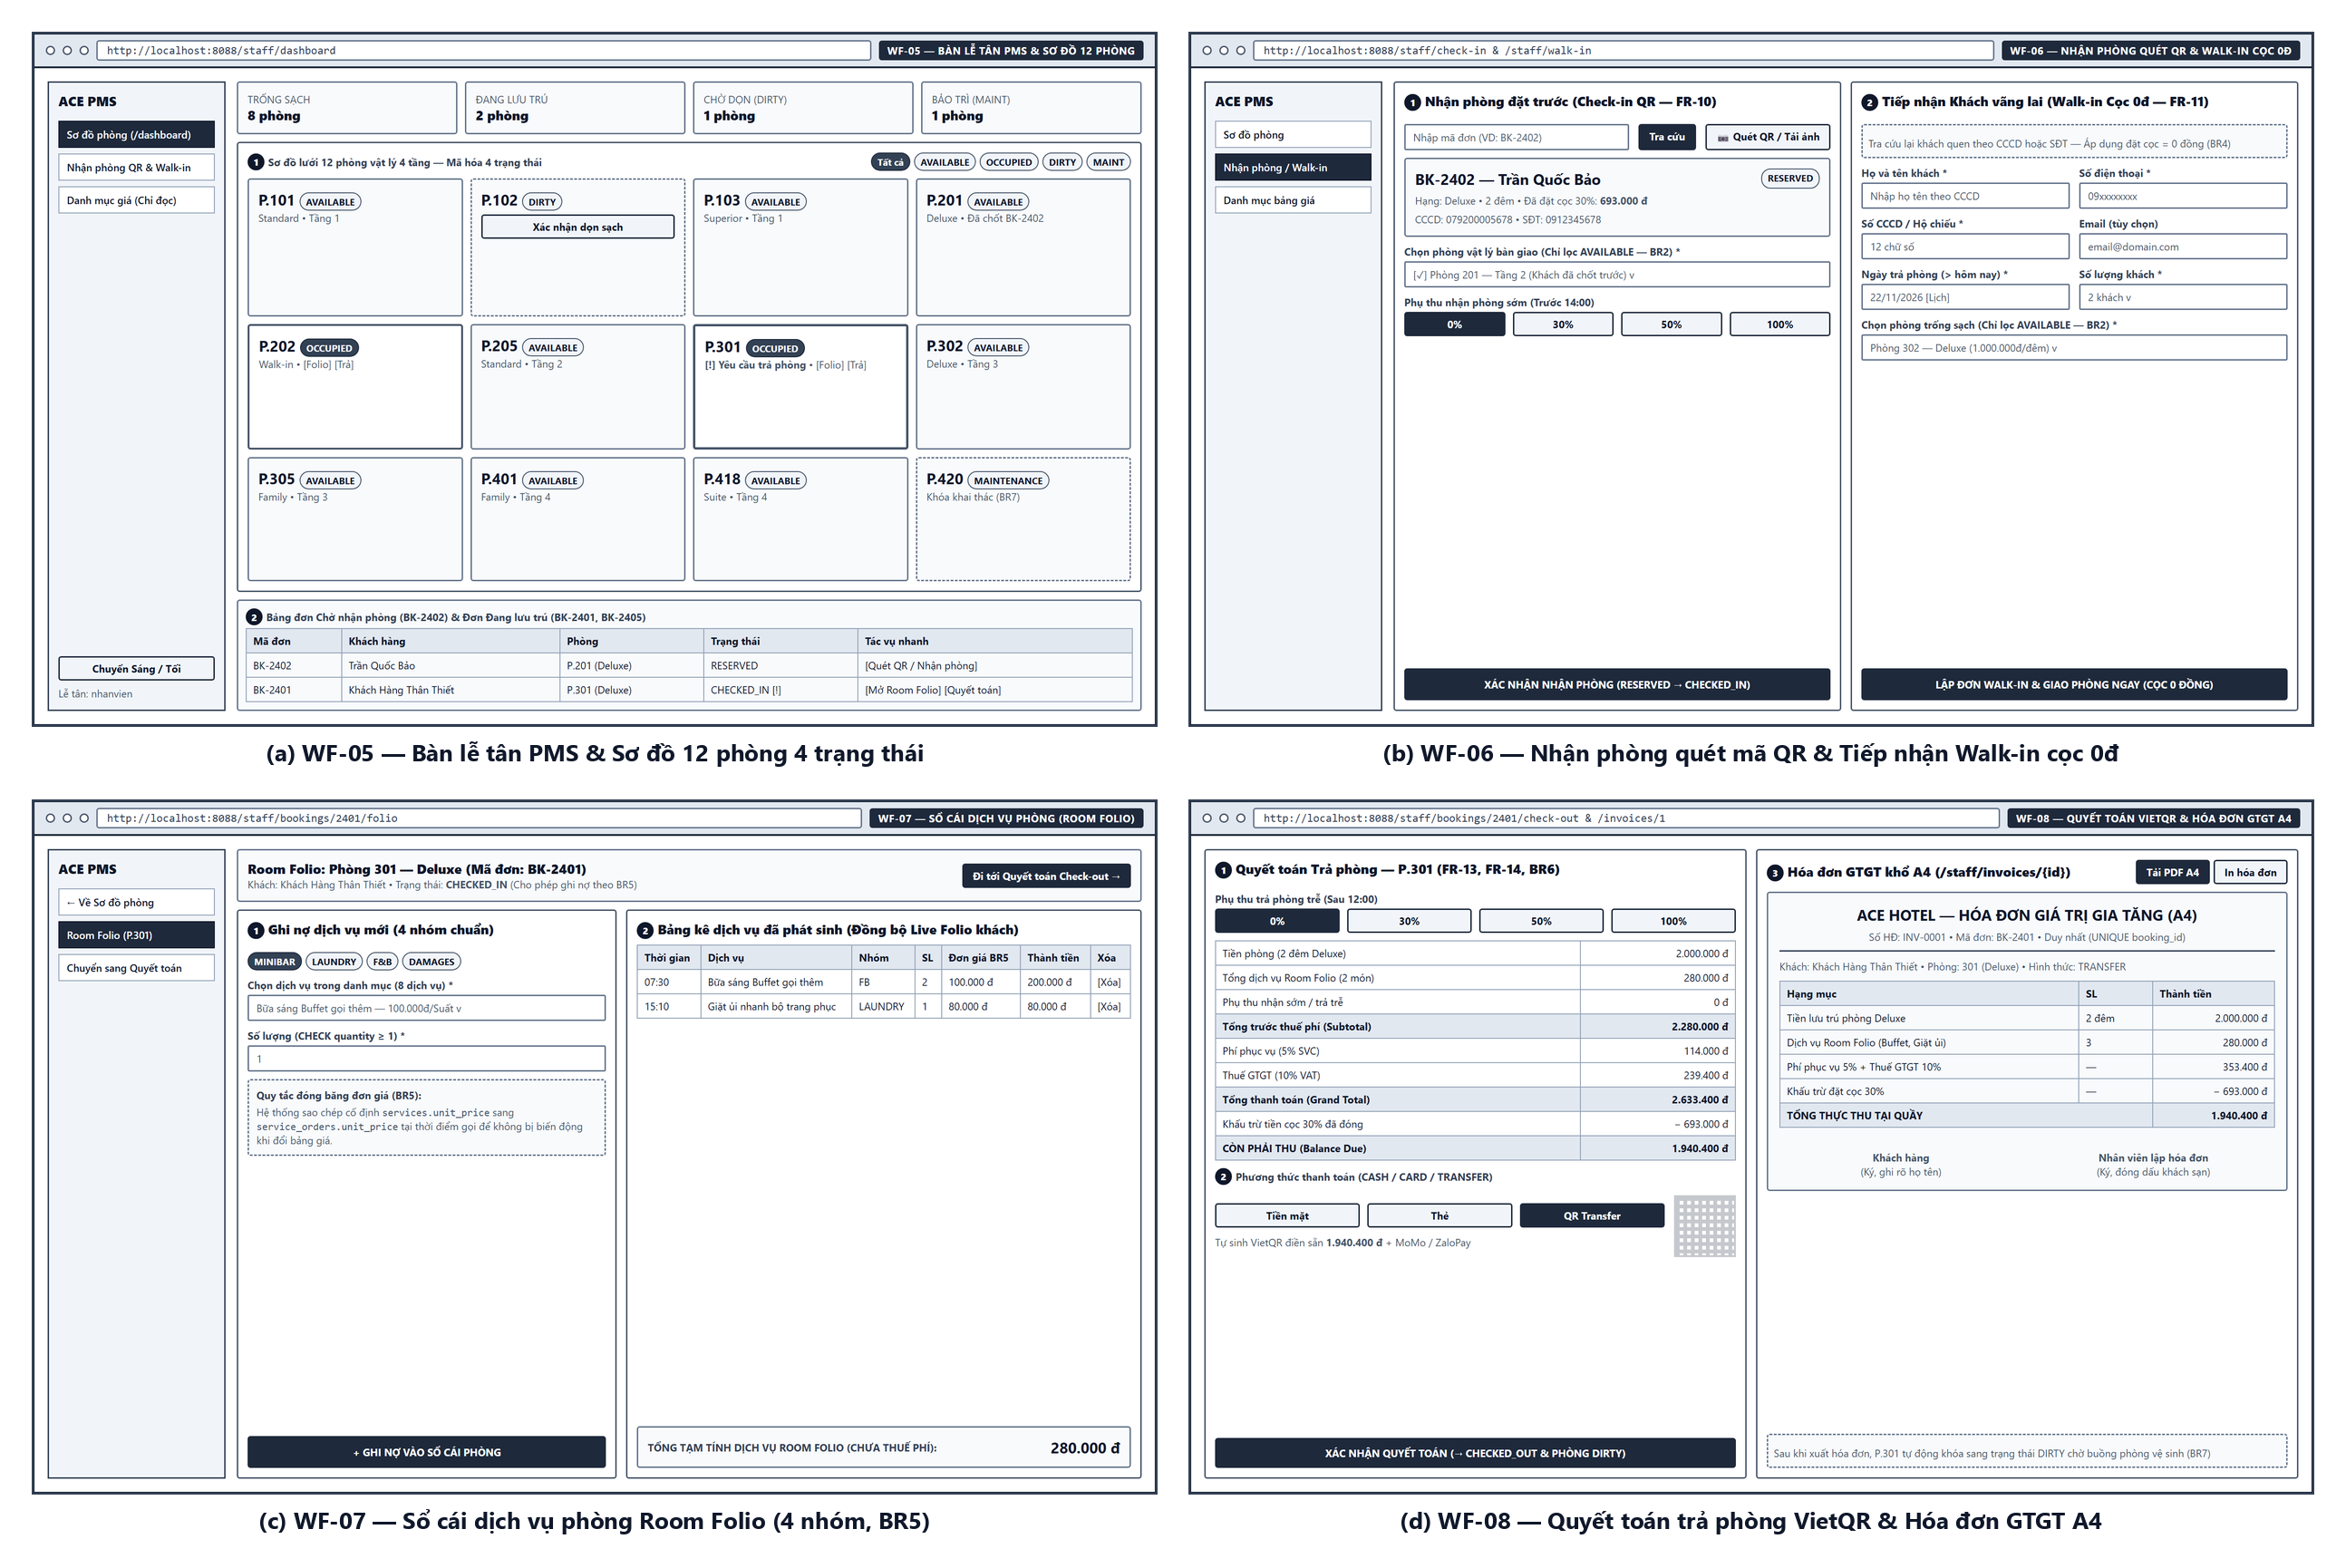 http://localhost:8088/staff/dashboard
WF-05 — BÀN LỄ TÂN PMS & SƠ ĐỒ 12 PHÒNG
ACE PMS
Sơ đồ phòng (/dashboard)
Nhận phòng QR & Walk-in
Danh mục giá (Chỉ đọc)
Chuyển Sáng / Tối
Lễ tân: nhanvien
TRỐNG SẠCH
8 phòng
ĐANG LƯU TRÚ
2 phòng
CHỜ DỌN (DIRTY)
1 phòng
BẢO TRÌ (MAINT)
1 phòng
1 Sơ đồ lưới 12 phòng vật lý 4 tầng — Mã hóa 4 trạng thái
Tất cả AVAILABLE OCCUPIED DIRTY MAINT
P.101 AVAILABLE
Standard • Tầng 1
P.102 DIRTY
Xác nhận dọn sạch
P.103 AVAILABLE
Superior • Tầng 1
P.201 AVAILABLE
Deluxe • Đã chốt BK-2402
P.202 OCCUPIED
Walk-in • [Folio] [Trả]
P.205 AVAILABLE
Standard • Tầng 2
P.301 OCCUPIED
[!] Yêu cầu trả phòng • [Folio] [Trả]
P.302 AVAILABLE
Deluxe • Tầng 3
P.305 AVAILABLE
Family • Tầng 3
P.401 AVAILABLE
Family • Tầng 4
P.418 AVAILABLE
Suite • Tầng 4
P.420 MAINTENANCE
Khóa khai thác (BR7)
2 Bảng đơn Chờ nhận phòng (BK-2402) & Đơn Đang lưu trú (BK-2401, BK-2405)
Mã đơn Khách hàng Phòng Trạng thái Tác vụ nhanh
BK-2402 Trần Quốc Bảo P.201 (Deluxe) RESERVED [Quét QR / Nhận phòng]
BK-2401 Khách Hàng Thân Thiết P.301 (Deluxe) CHECKED_IN [!] [Mở Room Folio] [Quyết toán]
(a) WF-05 — Bàn lễ tân PMS & Sơ đồ 12 phòng 4 trạng thái
http://localhost:8088/staff/check-in & /staff/walk-in
WF-06 — NHẬN PHÒNG QUÉT QR & WALK-IN CỌC 0Đ
ACE PMS
Sơ đồ phòng
Nhận phòng / Walk-in
Danh mục bảng giá
1 Nhận phòng đặt trước (Check-in QR — FR-10)
Nhập mã đơn (VD: BK-2402)
Tra cứu
📷 Quét QR / Tải ảnh
BK-2402 — Trần Quốc Bảo
RESERVED
Hạng: Deluxe • 2 đêm • Đã đặt cọc 30%: 693.000 đ
CCCD: 079200005678 • SĐT: 0912345678
Chọn phòng vật lý bàn giao (Chỉ lọc AVAILABLE — BR2) *
[✓] Phòng 201 — Tầng 2 (Khách đã chốt trước) v
Phụ thu nhận phòng sớm (Trước 14:00)
0% 30% 50% 100%
XÁC NHẬN NHẬN PHÒNG (RESERVED → CHECKED_IN)
2 Tiếp nhận Khách vãng lai (Walk-in Cọc 0đ — FR-11)
Tra cứu lại khách quen theo CCCD hoặc SĐT — Áp dụng đặt cọc = 0 đồng (BR4)
Họ và tên khách * Số điện thoại *
Nhập họ tên theo CCCD 09xxxxxxxx
Số CCCD / Hộ chiếu * Email (tùy chọn)
12 chữ số email@domain.com
Ngày trả phòng (> hôm nay) * Số lượng khách *
22/11/2026 [Lịch] 2 khách v
Chọn phòng trống sạch (Chỉ lọc AVAILABLE — BR2) *
Phòng 302 — Deluxe (1.000.000đ/đêm) v
LẬP ĐƠN WALK-IN & GIAO PHÒNG NGAY (CỌC 0 ĐỒNG)
(b) WF-06 — Nhận phòng quét mã QR & Tiếp nhận Walk-in cọc 0đ
http://localhost:8088/staff/bookings/2401/folio
WF-07 — SỔ CÁI DỊCH VỤ PHÒNG (ROOM FOLIO)
ACE PMS
← Về Sơ đồ phòng
Room Folio (P.301)
Chuyển sang Quyết toán
Room Folio: Phòng 301 — Deluxe (Mã đơn: BK-2401)
Khách: Khách Hàng Thân Thiết • Trạng thái: CHECKED_IN (Cho phép ghi nợ theo BR5)
Đi tới Quyết toán Check-out →
1 Ghi nợ dịch vụ mới (4 nhóm chuẩn)
MINIBAR LAUNDRY F&B DAMAGES
Chọn dịch vụ trong danh mục (8 dịch vụ) *
Bữa sáng Buffet gọi thêm — 100.000đ/Suất v
Số lượng (CHECK quantity ≥ 1) *
1
Quy tắc đóng băng đơn giá (BR5):
Hệ thống sao chép cố định services.unit_price sang
service_orders.unit_price tại thời điểm gọi để không bị biến động
khi đổi bảng giá.
+ GHI NỢ VÀO SỔ CÁI PHÒNG
2 Bảng kê dịch vụ đã phát sinh (Đồng bộ Live Folio khách)
Thời gian Dịch vụ Nhóm SL Đơn giá BR5 Thành tiền Xóa
07:30 Bữa sáng Buffet gọi thêm FB 2 100.000 đ 200.000 đ [Xóa]
15:10 Giặt ủi nhanh bộ trang phục LAUNDRY 1 80.000 đ 80.000 đ [Xóa]
TỔNG TẠM TÍNH DỊCH VỤ ROOM FOLIO (CHƯA THUẾ PHÍ): 280.000 đ
(c) WF-07 — Sổ cái dịch vụ phòng Room Folio (4 nhóm, BR5)
http://localhost:8088/staff/bookings/2401/check-out & /invoices/1
WF-08 — QUYẾT TOÁN VIETQR & HÓA ĐƠN GTGT A4
1 Quyết toán Trả phòng — P.301 (FR-13, FR-14, BR6)
Phụ thu trả phòng trễ (Sau 12:00)
0% 30% 50% 100%
Tiền phòng (2 đêm Deluxe) 2.000.000 đ
Tổng dịch vụ Room Folio (2 món) 280.000 đ
Phụ thu nhận sớm / trả trễ 0 đ
Tổng trước thuế phí (Subtotal) 2.280.000 đ
Phí phục vụ (5% SVC) 114.000 đ
Thuế GTGT (10% VAT) 239.400 đ
Tổng thanh toán (Grand Total) 2.633.400 đ
Khấu trừ tiền cọc 30% đã đóng − 693.000 đ
CÒN PHẢI THU (Balance Due) 1.940.400 đ
2 Phương thức thanh toán (CASH / CARD / TRANSFER)
Tiền mặt Thẻ QR Transfer
Tự sinh VietQR điền sẵn 1.940.400 đ + MoMo / ZaloPay
XÁC NHẬN QUYẾT TOÁN (→ CHECKED_OUT & PHÒNG DIRTY)
3 Hóa đơn GTGT khổ A4 (/staff/invoices/{id})
Tải PDF A4
In hóa đơn
ACE HOTEL — HÓA ĐƠN GIÁ TRỊ GIA TĂNG (A4)
Số HĐ: INV-0001 • Mã đơn: BK-2401 • Duy nhất (UNIQUE booking_id)
Khách: Khách Hàng Thân Thiết • Phòng: 301 (Deluxe) • Hình thức: TRANSFER
Hạng mục SL Thành tiền
Tiền lưu trú phòng Deluxe 2 đêm 2.000.000 đ
Dịch vụ Room Folio (Buffet, Giặt ủi) 3 280.000 đ
Phí phục vụ 5% + Thuế GTGT 10% — 353.400 đ
Khấu trừ đặt cọc 30% — − 693.000 đ
TỔNG THỰC THU TẠI QUẦY 1.940.400 đ
Khách hàng Nhân viên lập hóa đơn
(Ký, ghi rõ họ tên) (Ký, đóng dấu khách sạn)
Sau khi xuất hóa đơn, P.301 tự động khóa sang trạng thái DIRTY chờ buồng phòng vệ sinh (BR7)
(d) WF-08 — Quyết toán trả phòng VietQR & Hóa đơn GTGT A4